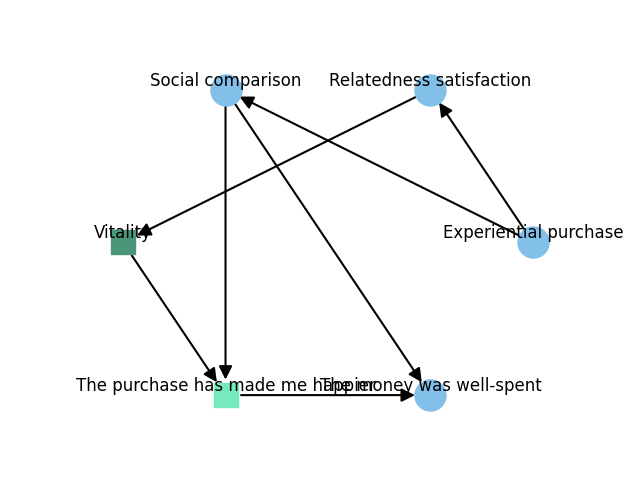 Social comparison
Relatedness satisfaction
Vitality
Experiential purchase
The purchase has made me happier
The money was well-spent